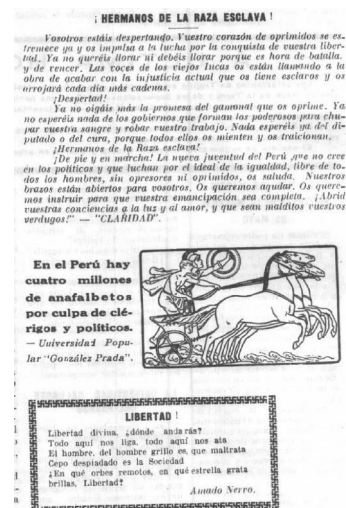 ¡ HERMANOS DE LA RAZA ESCLAVA !
Vosotros estáis despertando. Vuestro corazón de oprimidos se es-
tremece ya y os impulsa a la lucha por la conquista de vuestra liber-
tad. Ya no queréis llorar ni debéis llorar porque es hora de batalla.
y de vencer. Las voces de los viejos Incas os están llamando a la
obra de acabar con la injusticia actual que os tiene esclavos y os
arrojará cada día más cadenas.
¡Despertad!
Ya no oigáis más la promesa del gamonal que os oprime. Ya
no esperéis nada de los gobiernos que forman los poderosos para chu-
par vuestra sangre y robar vuestro trabajo. Nada esperéis ya del di-
putado o del cura, porque todos ellos os mienten y os traicionan.
¡Hermanos de la Raza esclava!
¡De pie y en marcha! La nueva juventud del Perú que no cree
en los políticos y que luchan por el ideal de la igualdad, libre de to-
dos los hombres, sin opresores ni oprimidos, os saluda. Nuestros
brazos están abiertos para vosotros. Os queremos ayudar. Os quere-
mos instruir para que vuestra emancipación sea completa. ¡Abrid
vuestras conciencias a la luz y al amor, y que sean malditos vuestros
verdugos!" — "CLARIDAD".
En el Perú hay
cuatro millones
de anafalbetos
por culpa de clé-
rigos y políticos.
— Universidad Popu-
lar "González Prada".
LIBERTAD !
Libertad divina, ¿dónde andarás?
Todo aquí nos liga, todo aquí nos ata
El hombre, del hombre grillo es, que maltrata
Cepo despiadado es la Sociedad
¿En qué orbes remotos, en qué estrella grata
brillas, Libertad?
Amado Nervo.